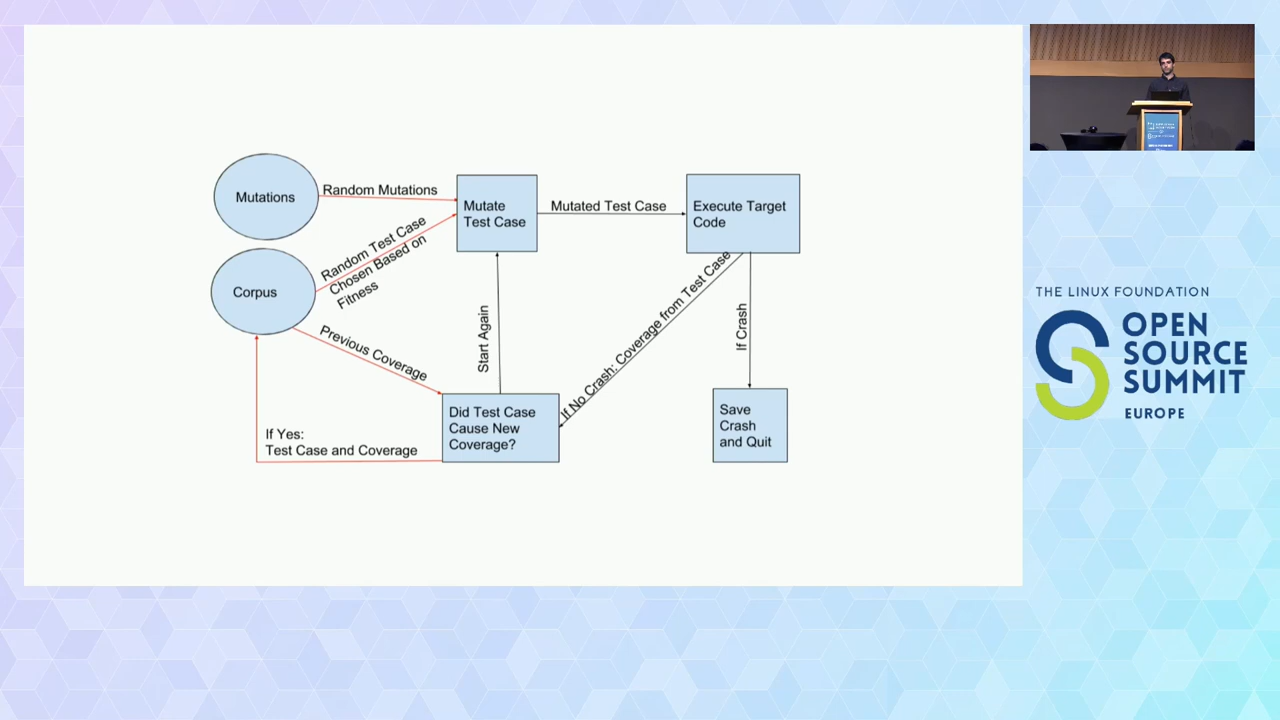 Mutations
Random Mutations
Mutate
Test Case
Mutated Test Case
Execute Target
Code
Random Test Case
Chosen Based on
Fitness
Corpus
Previous Coverage
Start Again
If No Crash: Coverage from Test Case
If Crash
Did Test Case
Cause New
Coverage?
Save
Crash
and Quit
If Yes:
Test Case and Coverage
THE LINUX FOUNDATION
OPEN
SOURCE
SUMMIT
EUROPE